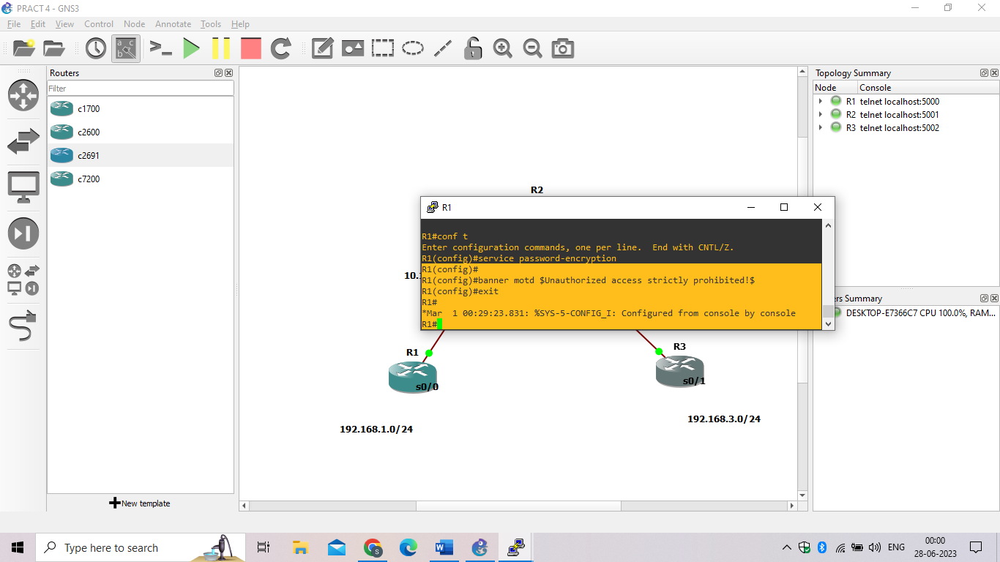 PRACT 4 - GNS3
File Edit View Control Node Annotate Tools Help
Routers
Filter
c1700
c2600
c2691
c7200
New template
R2
10.
R1
R1#conf t
Enter configuration commands, one per line.  End with CNTL/Z.
R1(config)#service password-encryption
R1(config)#
R1(config)#banner motd $Unauthorized access strictly prohibited!$
R1(config)#exit
R1#
*Mar  1 00:29:23.831: %SYS-5-CONFIG_I: Configured from console by console
R1#
R1
s0/0
192.168.1.0/24
R3
s0/1
192.168.3.0/24
Topology Summary
Node Console
R1 telnet localhost:5000
R2 telnet localhost:5001
R3 telnet localhost:5002
ers Summary
DESKTOP-E7366C7 CPU 100.0%, RAM...
Type here to search
ENG
00:00
28-06-2023